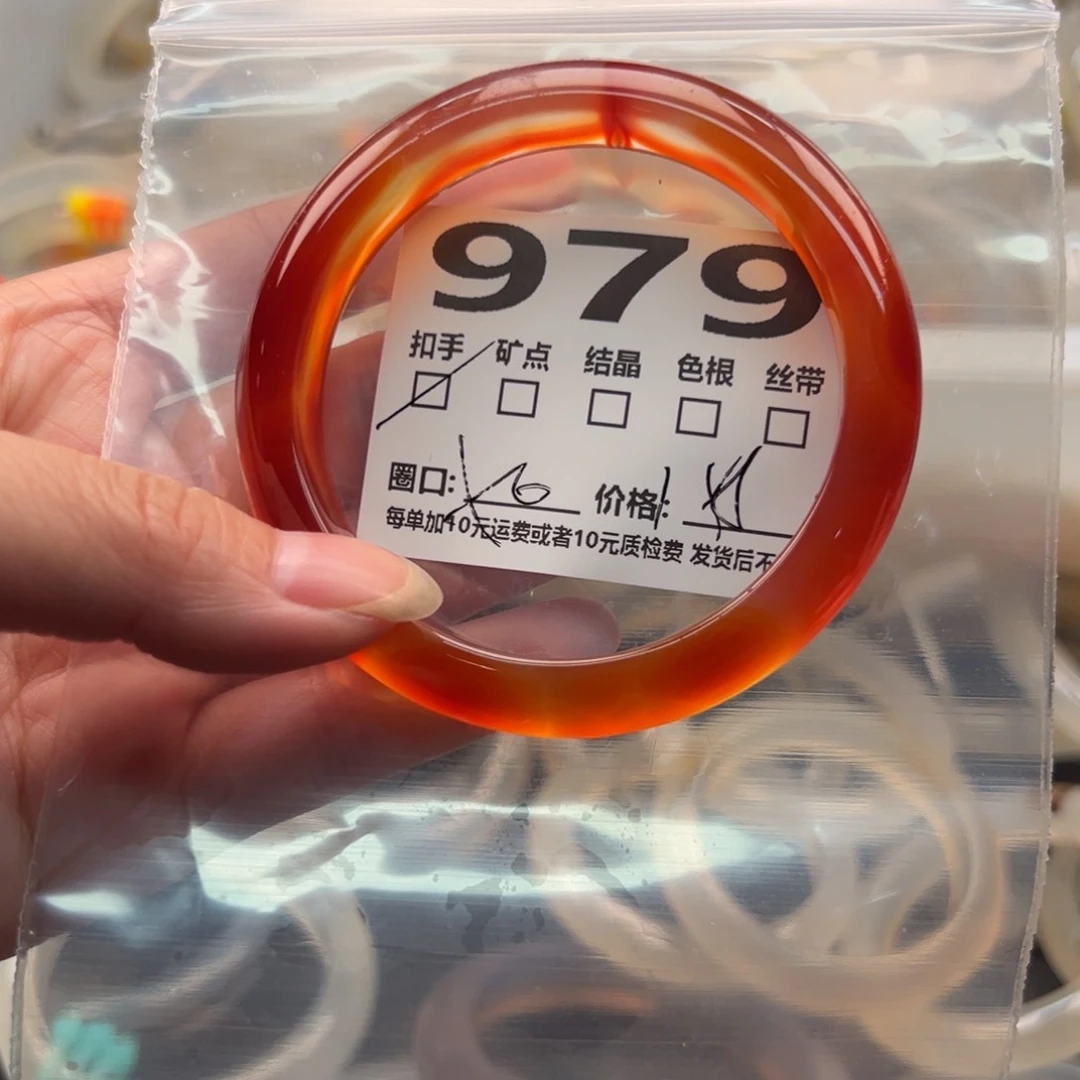 979
扣手 矿点 结晶 色根 丝带
圈口: 价格:
每单加10元运费或者10元质检费 发货后不